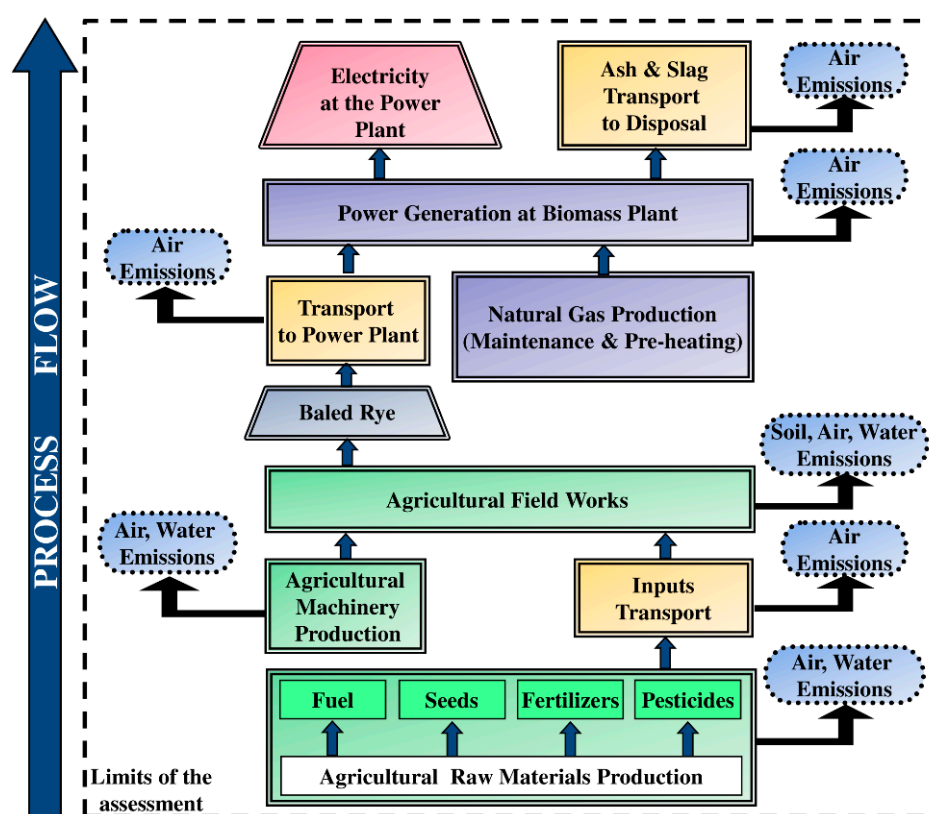 PROCESS FLOW
Electricity
at the Power
Plant
Ash & Slag
Transport
to Disposal
Air
Emissions
Power Generation at Biomass Plant
Air
Emissions
Air
Emissions
Transport
to Power Plant
Natural Gas Production
(Maintenance & Pre-heating)
Baled Rye
Soil, Air, Water
Emissions
Agricultural Field Works
Air, Water
Emissions
Agricultural
Machinery
Production
Inputs
Transport
Air
Emissions
Air, Water
Emissions
Fuel
Seeds
Fertilizers
Pesticides
Agricultural Raw Materials Production
Limits of the
assessment